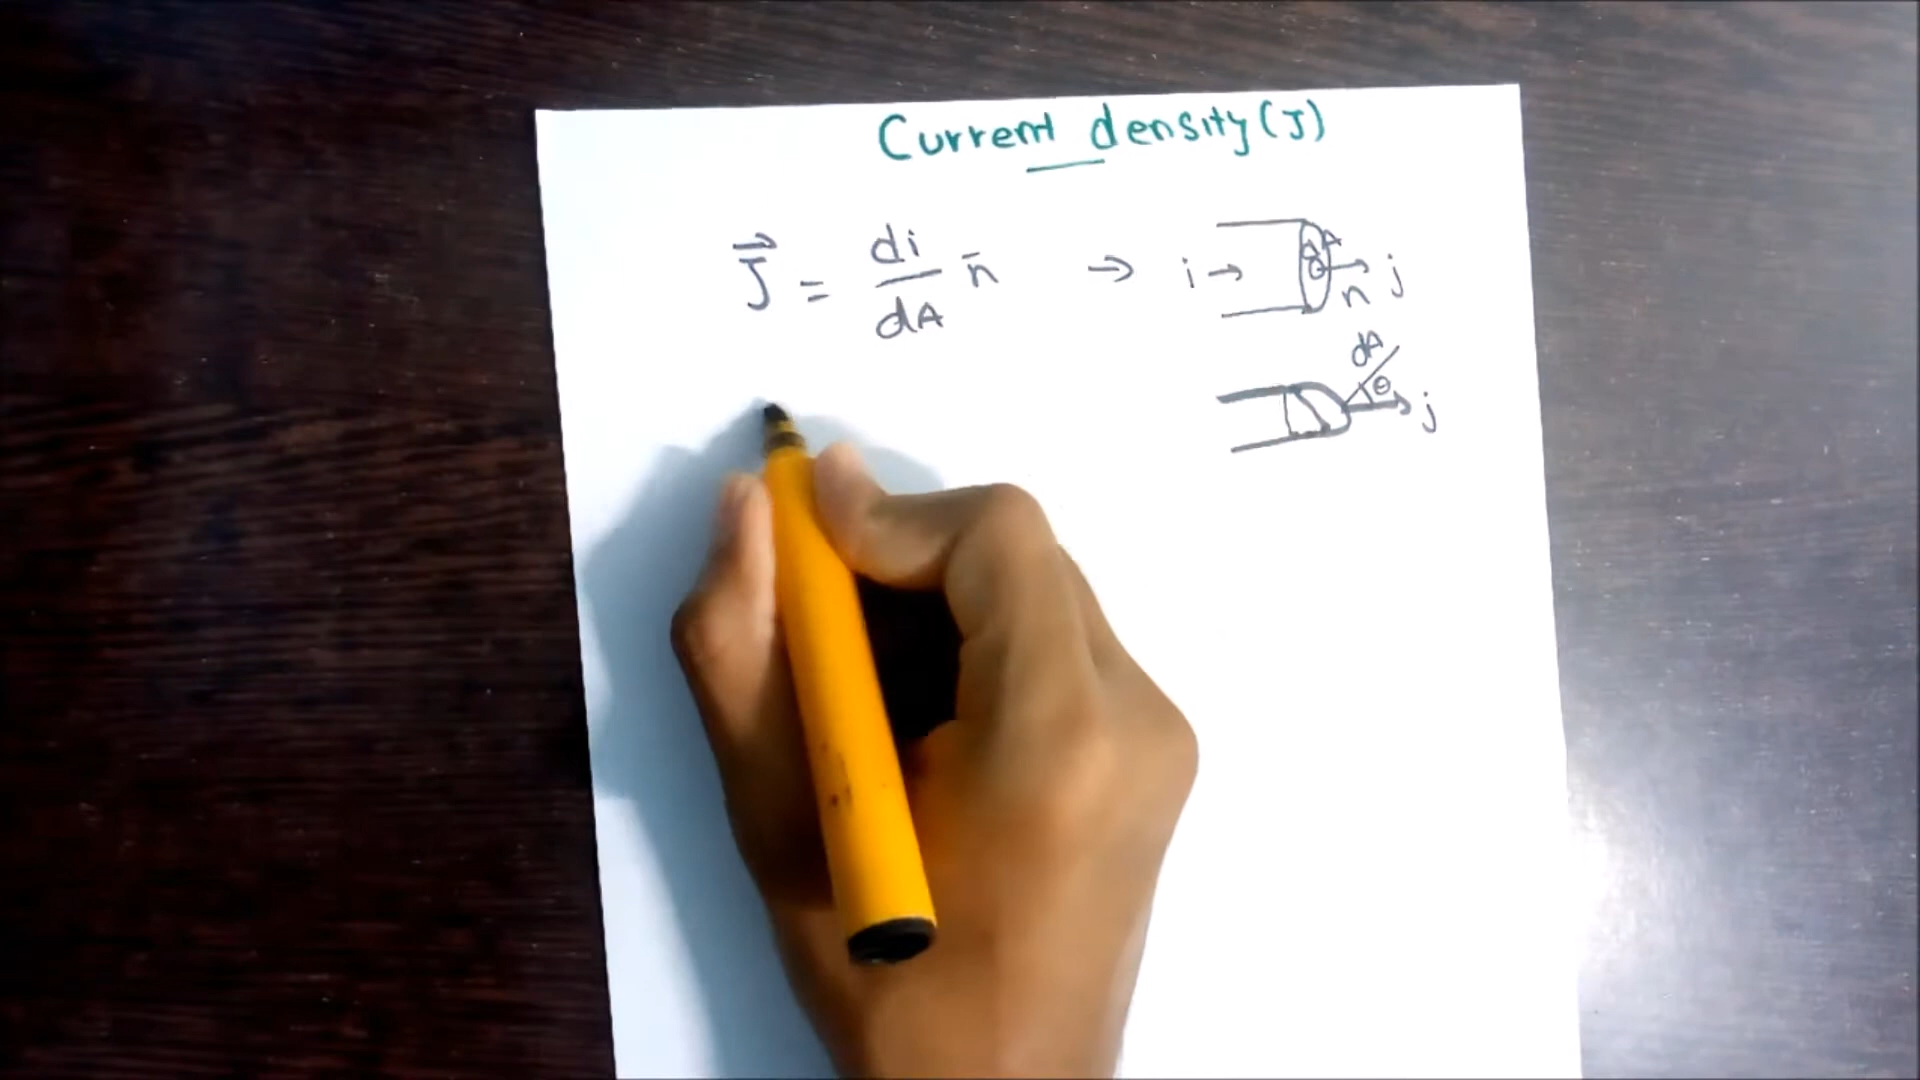 Current density (J)
J⃗ = di/dA n̄ → i → dA n j
dA θ j